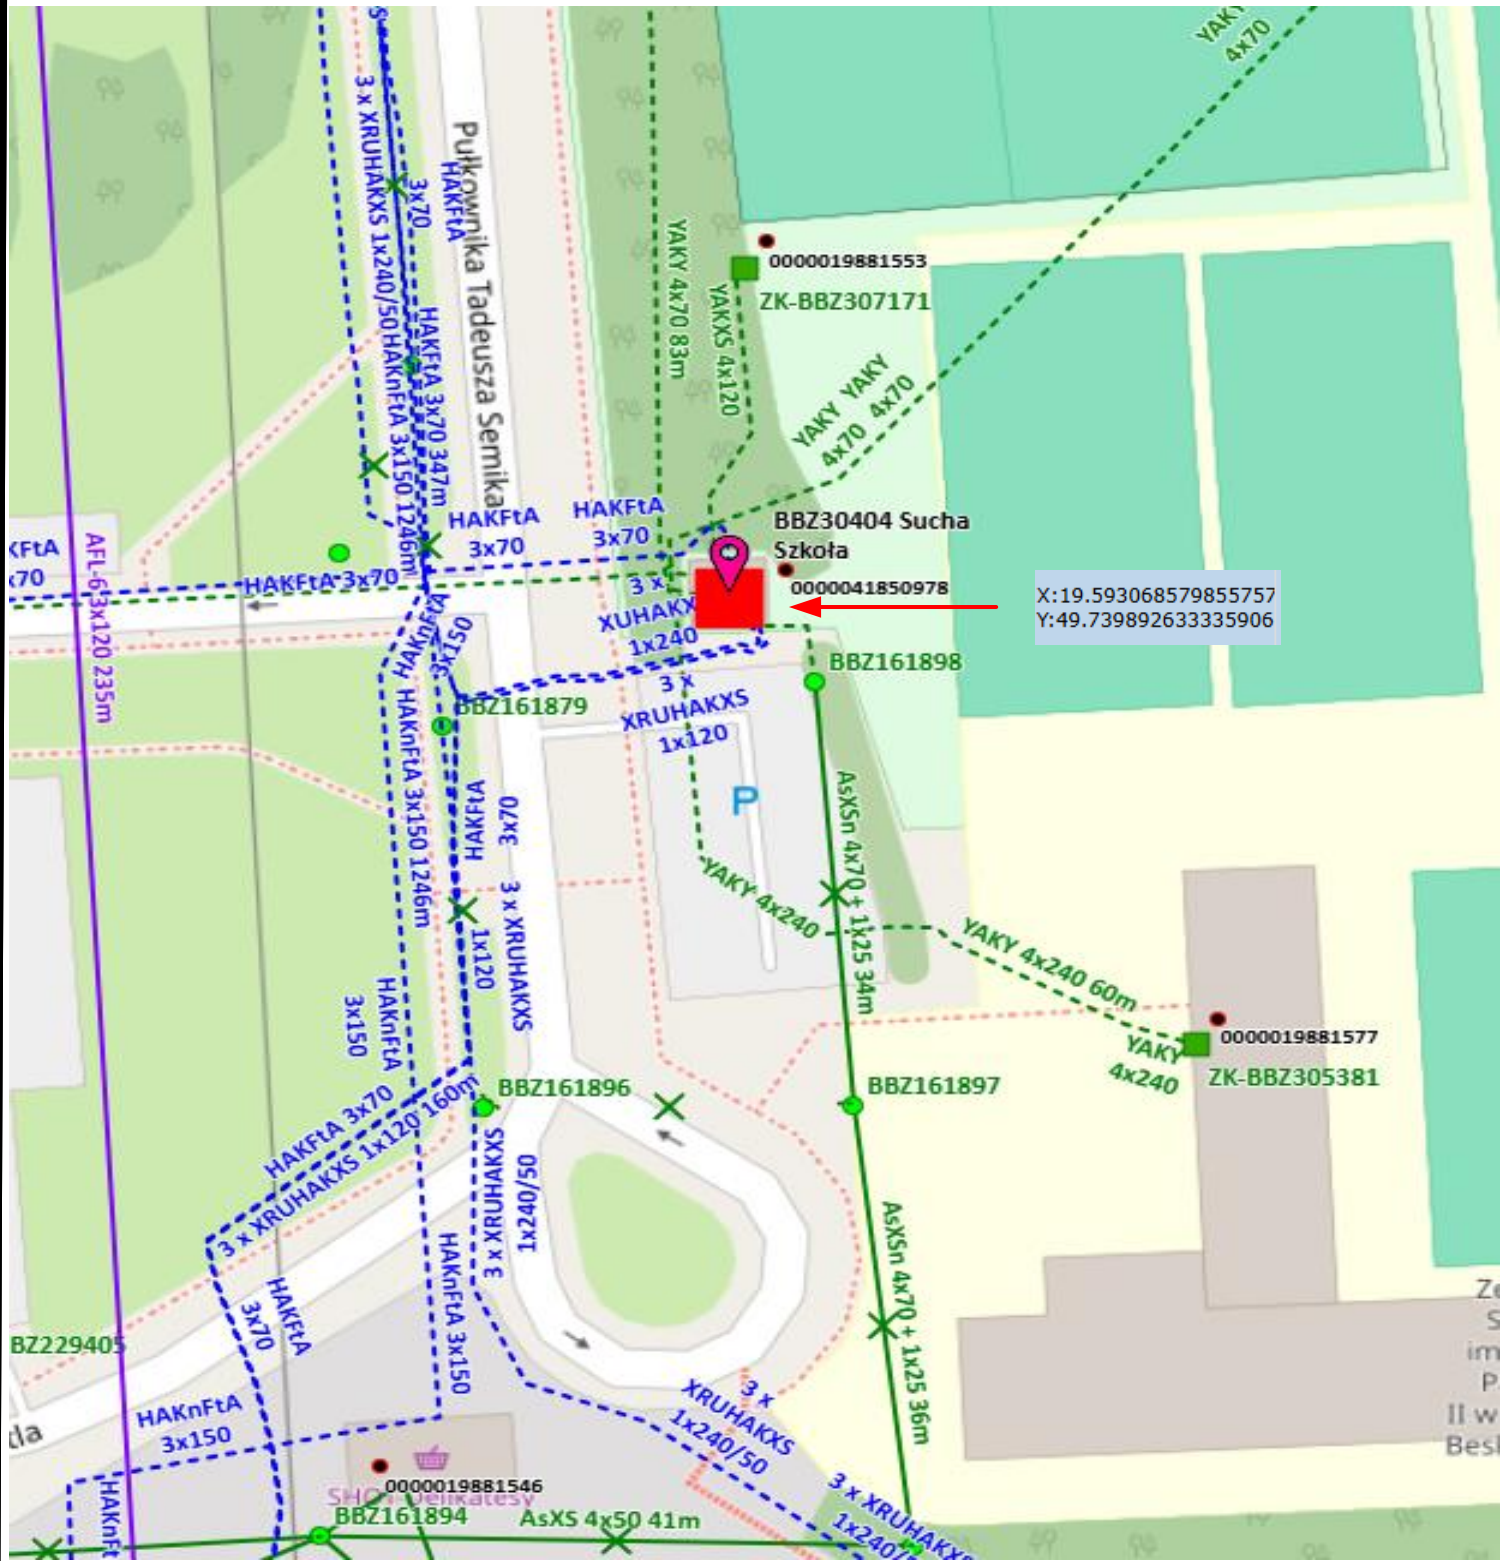 YAKY
4x70
3 x XRUHAKXS 1x240/50
HAKFtA
3x70
Pułkownika Tadeusza Semika
YAKY 4x70 83m
0000019881553
ZK-BBZ307171
YAKXS 4x120
HAKFtA 3x70 347m
HAKnFtA 3x150 1246m
YAKY YAKY
4x70 4x70
HAKFtA
3x70
HAKFtA
3x70
BBZ30404 Sucha
Szkoła
0000041850978
X:19.593068579855757
Y:49.739892633335906
AFL-6 3x120 235m
HAKFtA 3x70
3 x
XUHAKX
1x240
HAKnFtA
3x150
BBZ161898
BBZ161879
3 x
XRUHAKXS
1x120
HAKnFtA 3x150 1246m
HAKFtA
3x70
P
AsXSn 4x70 + 1x25 34m
YAKY 4x240
YAKY 4x240 60m
3 x XRUHAKXS
1x120
HAKnFtA
3x150
0000019881577
YAKY
4x240
ZK-BBZ305381
BBZ161896
BBZ161897
HAKFtA 3x70
3 x XRUHAKXS 1x120 160m
3 x XRUHAKXS
1x240/50
AsXSn 4x70 + 1x25 36m
HAKnFtA 3x150
HAKFtA
3x70
BZ229405
3 x
XRUHAKXS
1x240/50
HAKnFtA
3x150
II w
Besl
0000019881546
BBZ161894
AsXS 4x50 41m
HAKnFt
3 x XRUHAKXS